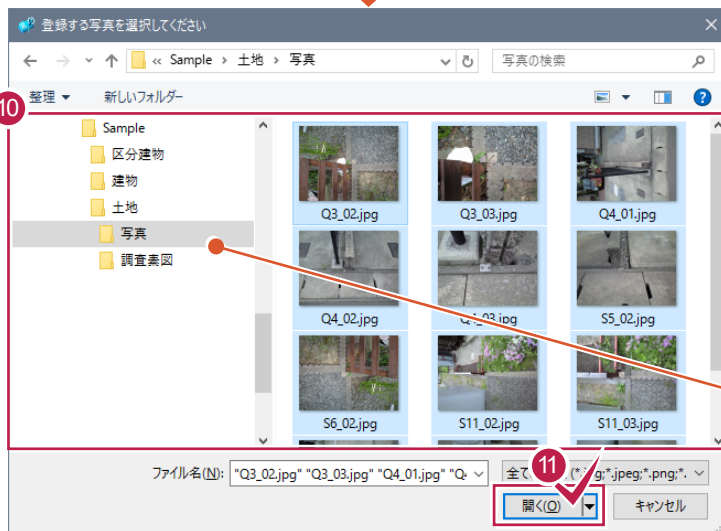 登録する写真を選択してください
« Sample › 土地 › 写真
写真の検索
10
整理 新しいフォルダー
Sample
区分建物
建物
土地
写真
調査素図
Q3_02.jpg Q3_03.jpg Q4_01.jpg
Q4_02.jpg Q4_03.jpg S5_02.jpg
S6_02.jpg S11_02.jpg S11_03.jpg
ファイル名(N): "Q3_02.jpg" "Q3_03.jpg" "Q4_01.jpg" "Q
*.jpeg;*.png;*.
11
開く(O) キャンセル